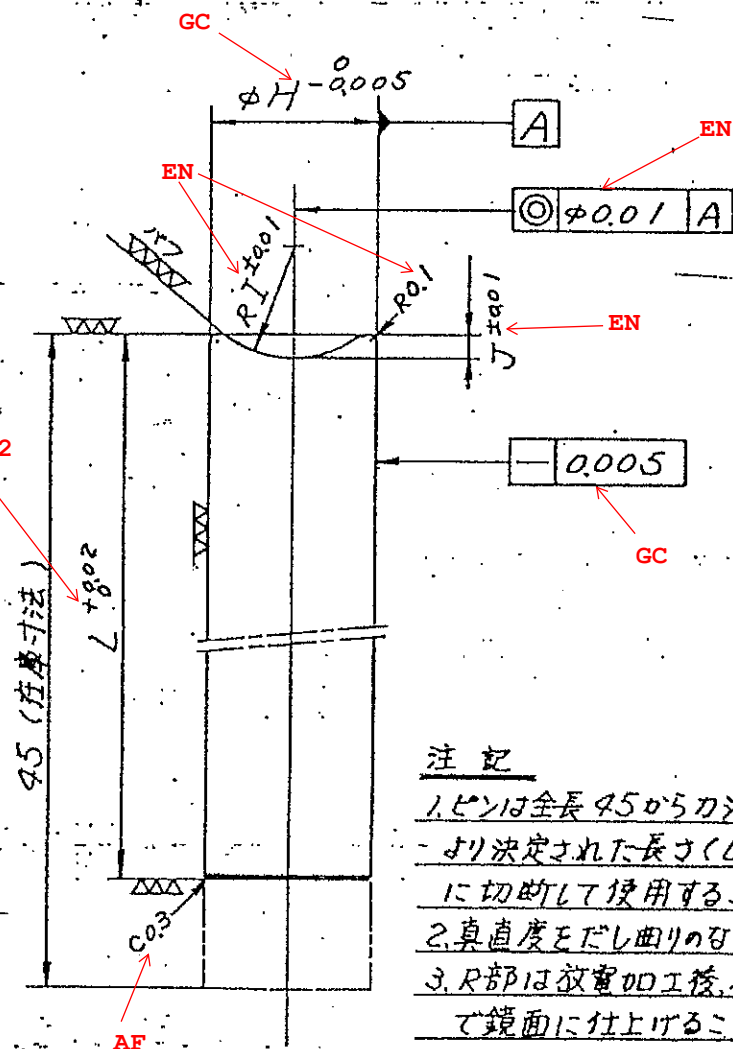 GC
φH 0 -0.005
A
EN
◎ φ0.01 A
EN
バフ
RI ±0.01
R0.1
J ±0.01
EN
2
— 0.005
GC
L +0.02 0
45 (在庫寸法)
C0.3
AF
注記
1.ピンは全長45から
より決定された長さ(L
に切断して使用する.
2.真直度をだし曲りのな
3.R部は放電加工後、
で鏡面に仕上げるこ